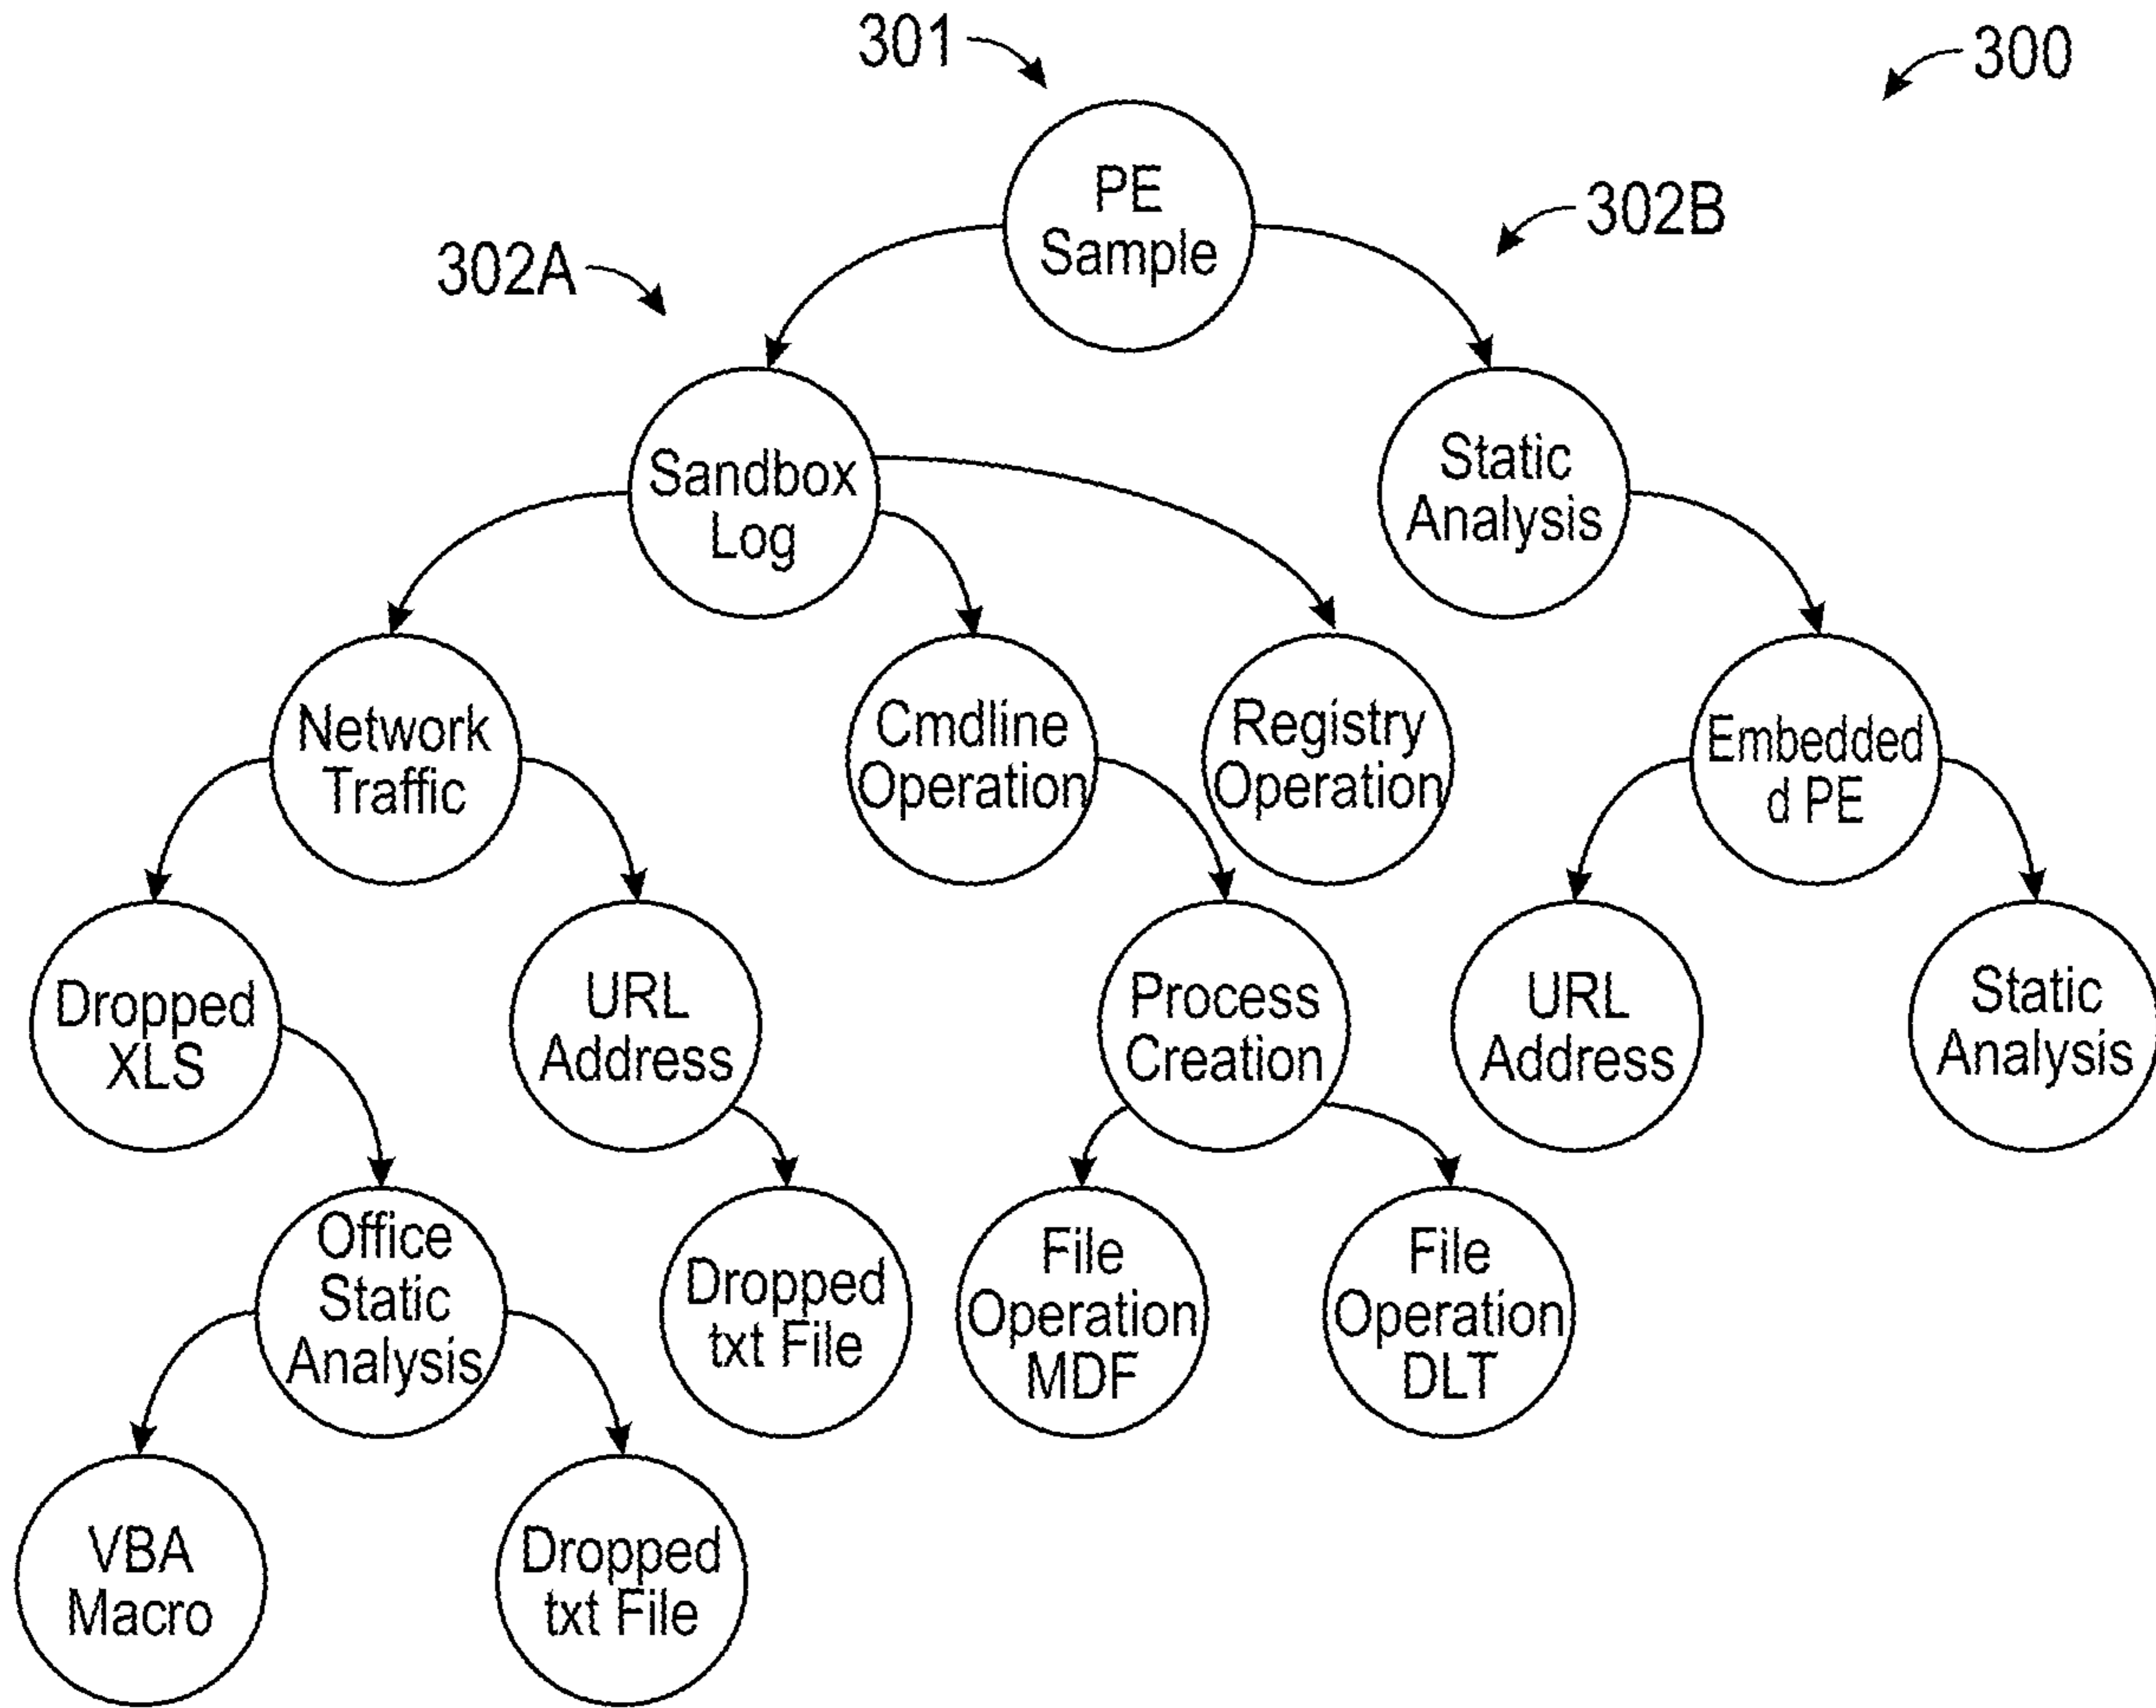 301
300
PE
Sample
302B
302A
Sandbox
Log
Static
Analysis
Network
Traffic
Cmdline
Operation
Registry
Operation
Embedded
d PE
Dropped
XLS
URL
Address
Process
Creation
URL
Address
Static
Analysis
Office
Static
Analysis
Dropped
txt File
File
Operation
MDF
File
Operation
DLT
VBA
Macro
Dropped
txt File